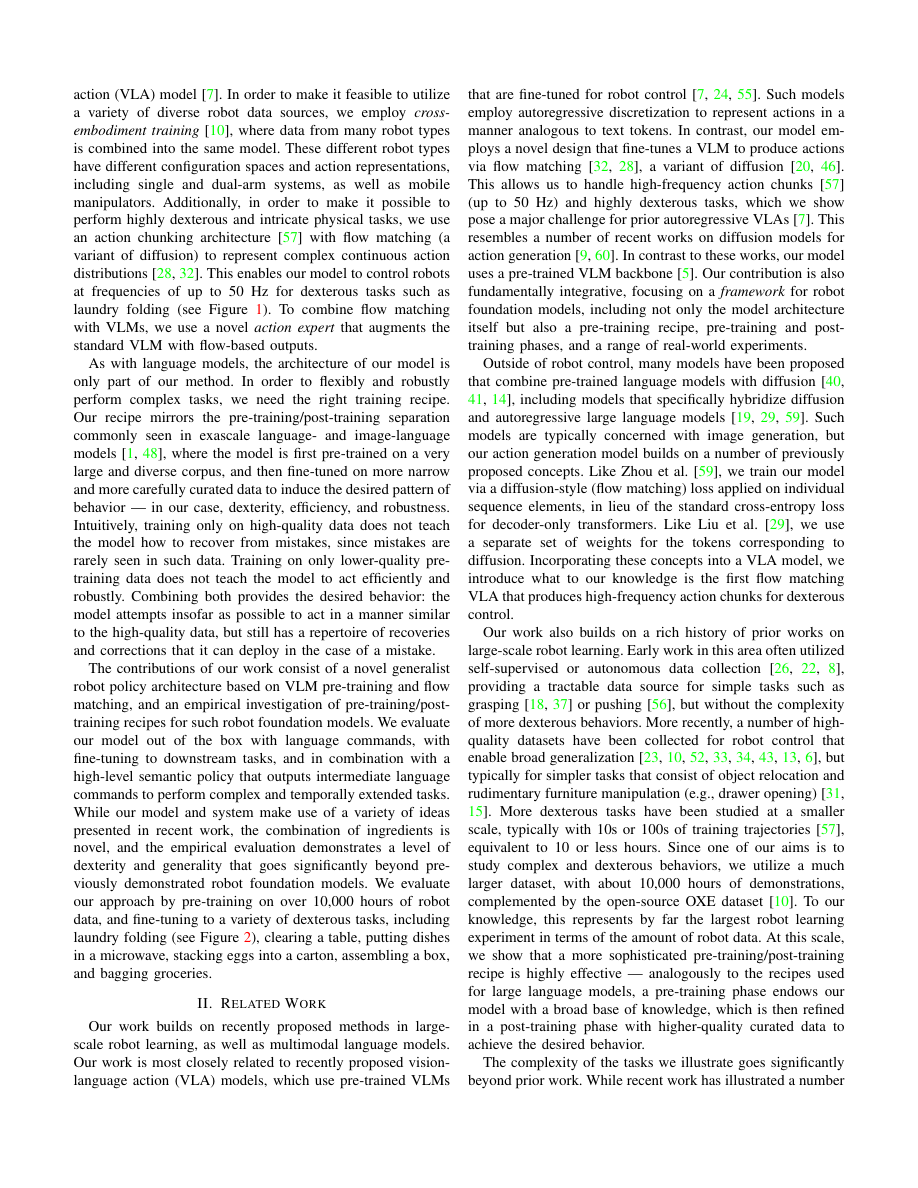 action (VLA) model [7]. In order to make it feasible to utilize
a variety of diverse robot data sources, we employ cross-
embodiment training [10], where data from many robot types
is combined into the same model. These different robot types
have different configuration spaces and action representations,
including single and dual-arm systems, as well as mobile
manipulators. Additionally, in order to make it possible to
perform highly dexterous and intricate physical tasks, we use
an action chunking architecture [57] with flow matching (a
variant of diffusion) to represent complex continuous action
distributions [28, 32]. This enables our model to control robots
at frequencies of up to 50 Hz for dexterous tasks such as
laundry folding (see Figure 1). To combine flow matching
with VLMs, we use a novel action expert that augments the
standard VLM with flow-based outputs.
As with language models, the architecture of our model is
only part of our method. In order to flexibly and robustly
perform complex tasks, we need the right training recipe.
Our recipe mirrors the pre-training/post-training separation
commonly seen in exascale language- and image-language
models [1, 48], where the model is first pre-trained on a very
large and diverse corpus, and then fine-tuned on more narrow
and more carefully curated data to induce the desired pattern of
behavior — in our case, dexterity, efficiency, and robustness.
Intuitively, training only on high-quality data does not teach
the model how to recover from mistakes, since mistakes are
rarely seen in such data. Training on only lower-quality pre-
training data does not teach the model to act efficiently and
robustly. Combining both provides the desired behavior: the
model attempts insofar as possible to act in a manner similar
to the high-quality data, but still has a repertoire of recoveries
and corrections that it can deploy in the case of a mistake.
The contributions of our work consist of a novel generalist
robot policy architecture based on VLM pre-training and flow
matching, and an empirical investigation of pre-training/post-
training recipes for such robot foundation models. We evaluate
our model out of the box with language commands, with
fine-tuning to downstream tasks, and in combination with a
high-level semantic policy that outputs intermediate language
commands to perform complex and temporally extended tasks.
While our model and system make use of a variety of ideas
presented in recent work, the combination of ingredients is
novel, and the empirical evaluation demonstrates a level of
dexterity and generality that goes significantly beyond pre-
viously demonstrated robot foundation models. We evaluate
our approach by pre-training on over 10,000 hours of robot
data, and fine-tuning to a variety of dexterous tasks, including
laundry folding (see Figure 2), clearing a table, putting dishes
in a microwave, stacking eggs into a carton, assembling a box,
and bagging groceries.
II. RELATED WORK
Our work builds on recently proposed methods in large-
scale robot learning, as well as multimodal language models.
Our work is most closely related to recently proposed vision-
language action (VLA) models, which use pre-trained VLMs
that are fine-tuned for robot control [7, 24, 55]. Such models
employ autoregressive discretization to represent actions in a
manner analogous to text tokens. In contrast, our model em-
ploys a novel design that fine-tunes a VLM to produce actions
via flow matching [32, 28], a variant of diffusion [20, 46].
This allows us to handle high-frequency action chunks [57]
(up to 50 Hz) and highly dexterous tasks, which we show
pose a major challenge for prior autoregressive VLAs [7]. This
resembles a number of recent works on diffusion models for
action generation [9, 60]. In contrast to these works, our model
uses a pre-trained VLM backbone [5]. Our contribution is also
fundamentally integrative, focusing on a framework for robot
foundation models, including not only the model architecture
itself but also a pre-training recipe, pre-training and post-
training phases, and a range of real-world experiments.
Outside of robot control, many models have been proposed
that combine pre-trained language models with diffusion [40,
41, 14], including models that specifically hybridize diffusion
and autoregressive large language models [19, 29, 59]. Such
models are typically concerned with image generation, but
our action generation model builds on a number of previously
proposed concepts. Like Zhou et al. [59], we train our model
via a diffusion-style (flow matching) loss applied on individual
sequence elements, in lieu of the standard cross-entropy loss
for decoder-only transformers. Like Liu et al. [29], we use
a separate set of weights for the tokens corresponding to
diffusion. Incorporating these concepts into a VLA model, we
introduce what to our knowledge is the first flow matching
VLA that produces high-frequency action chunks for dexterous
control.
Our work also builds on a rich history of prior works on
large-scale robot learning. Early work in this area often utilized
self-supervised or autonomous data collection [26, 22, 8],
providing a tractable data source for simple tasks such as
grasping [18, 37] or pushing [56], but without the complexity
of more dexterous behaviors. More recently, a number of high-
quality datasets have been collected for robot control that
enable broad generalization [23, 10, 52, 33, 34, 43, 13, 6], but
typically for simpler tasks that consist of object relocation and
rudimentary furniture manipulation (e.g., drawer opening) [31,
15]. More dexterous tasks have been studied at a smaller
scale, typically with 10s or 100s of training trajectories [57],
equivalent to 10 or less hours. Since one of our aims is to
study complex and dexterous behaviors, we utilize a much
larger dataset, with about 10,000 hours of demonstrations,
complemented by the open-source OXE dataset [10]. To our
knowledge, this represents by far the largest robot learning
experiment in terms of the amount of robot data. At this scale,
we show that a more sophisticated pre-training/post-training
recipe is highly effective — analogously to the recipes used
for large language models, a pre-training phase endows our
model with a broad base of knowledge, which is then refined
in a post-training phase with higher-quality curated data to
achieve the desired behavior.
The complexity of the tasks we illustrate goes significantly
beyond prior work. While recent work has illustrated a number